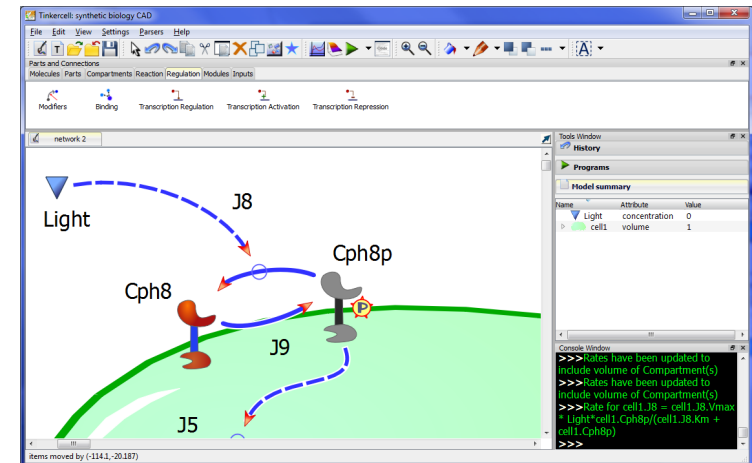 Tinkercell: synthetic biology CAD
File Edit View Settings Parsers Help
Parts and Connections
Molecules Parts Compartments Reaction Regulation Modules Inputs
Modifiers Binding Transcription Regulation Transcription Activation Transcription Repression
network 2
Light
J8
Cph8p
Cph8
P
J9
J5
items moved by (-114.1,-20.187)
Tools Window
History
Programs
Model summary
Name Attribute Value
Light concentration 0
cell1 volume 1
Console Window
>>>Rates have been updated to
include volume of Compartment(s)
>>>Rates have been updated to
include volume of Compartment(s)
>>>Rate for cell1.J8 = cell1.J8.Vmax
* Light*cell1.Cph8p/(cell1.J8.Km +
cell1.Cph8p)
>>>